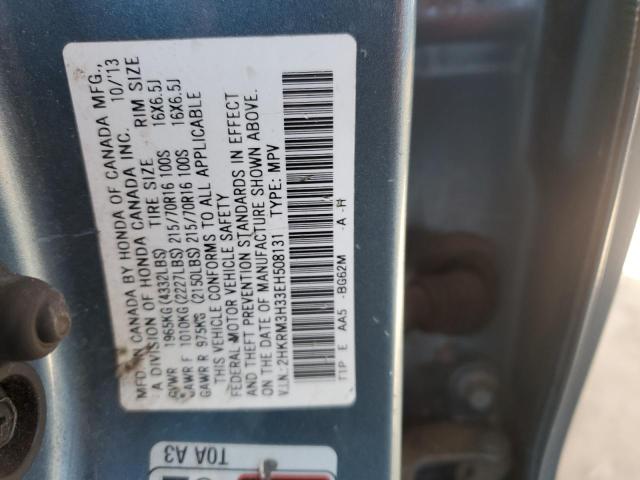 MFD. IN CANADA BY HONDA OF CANADA MFG.,
A DIVISION OF HONDA CANADA INC. 10/'13
TIRE SIZE RIM SIZE
GVWR 1965KG(4332LBS)
GAWR F 1010KG(2227LBS) 215/70R16 100S 16X6.5J
GAWR R 975KG (2150LBS) 215/70R16 100S 16X6.5J
THIS VEHICLE CONFORMS TO ALL APPLICABLE
FEDERAL MOTOR VEHICLE SAFETY
AND THEFT PREVENTION STANDARDS IN EFFECT
ON THE DATE OF MANUFACTURE SHOWN ABOVE.
V.I.N.: 2HKRM3H33EH508131 TYPE: MPV
T1P E AA5 -BG62M -A -A
T0A A3